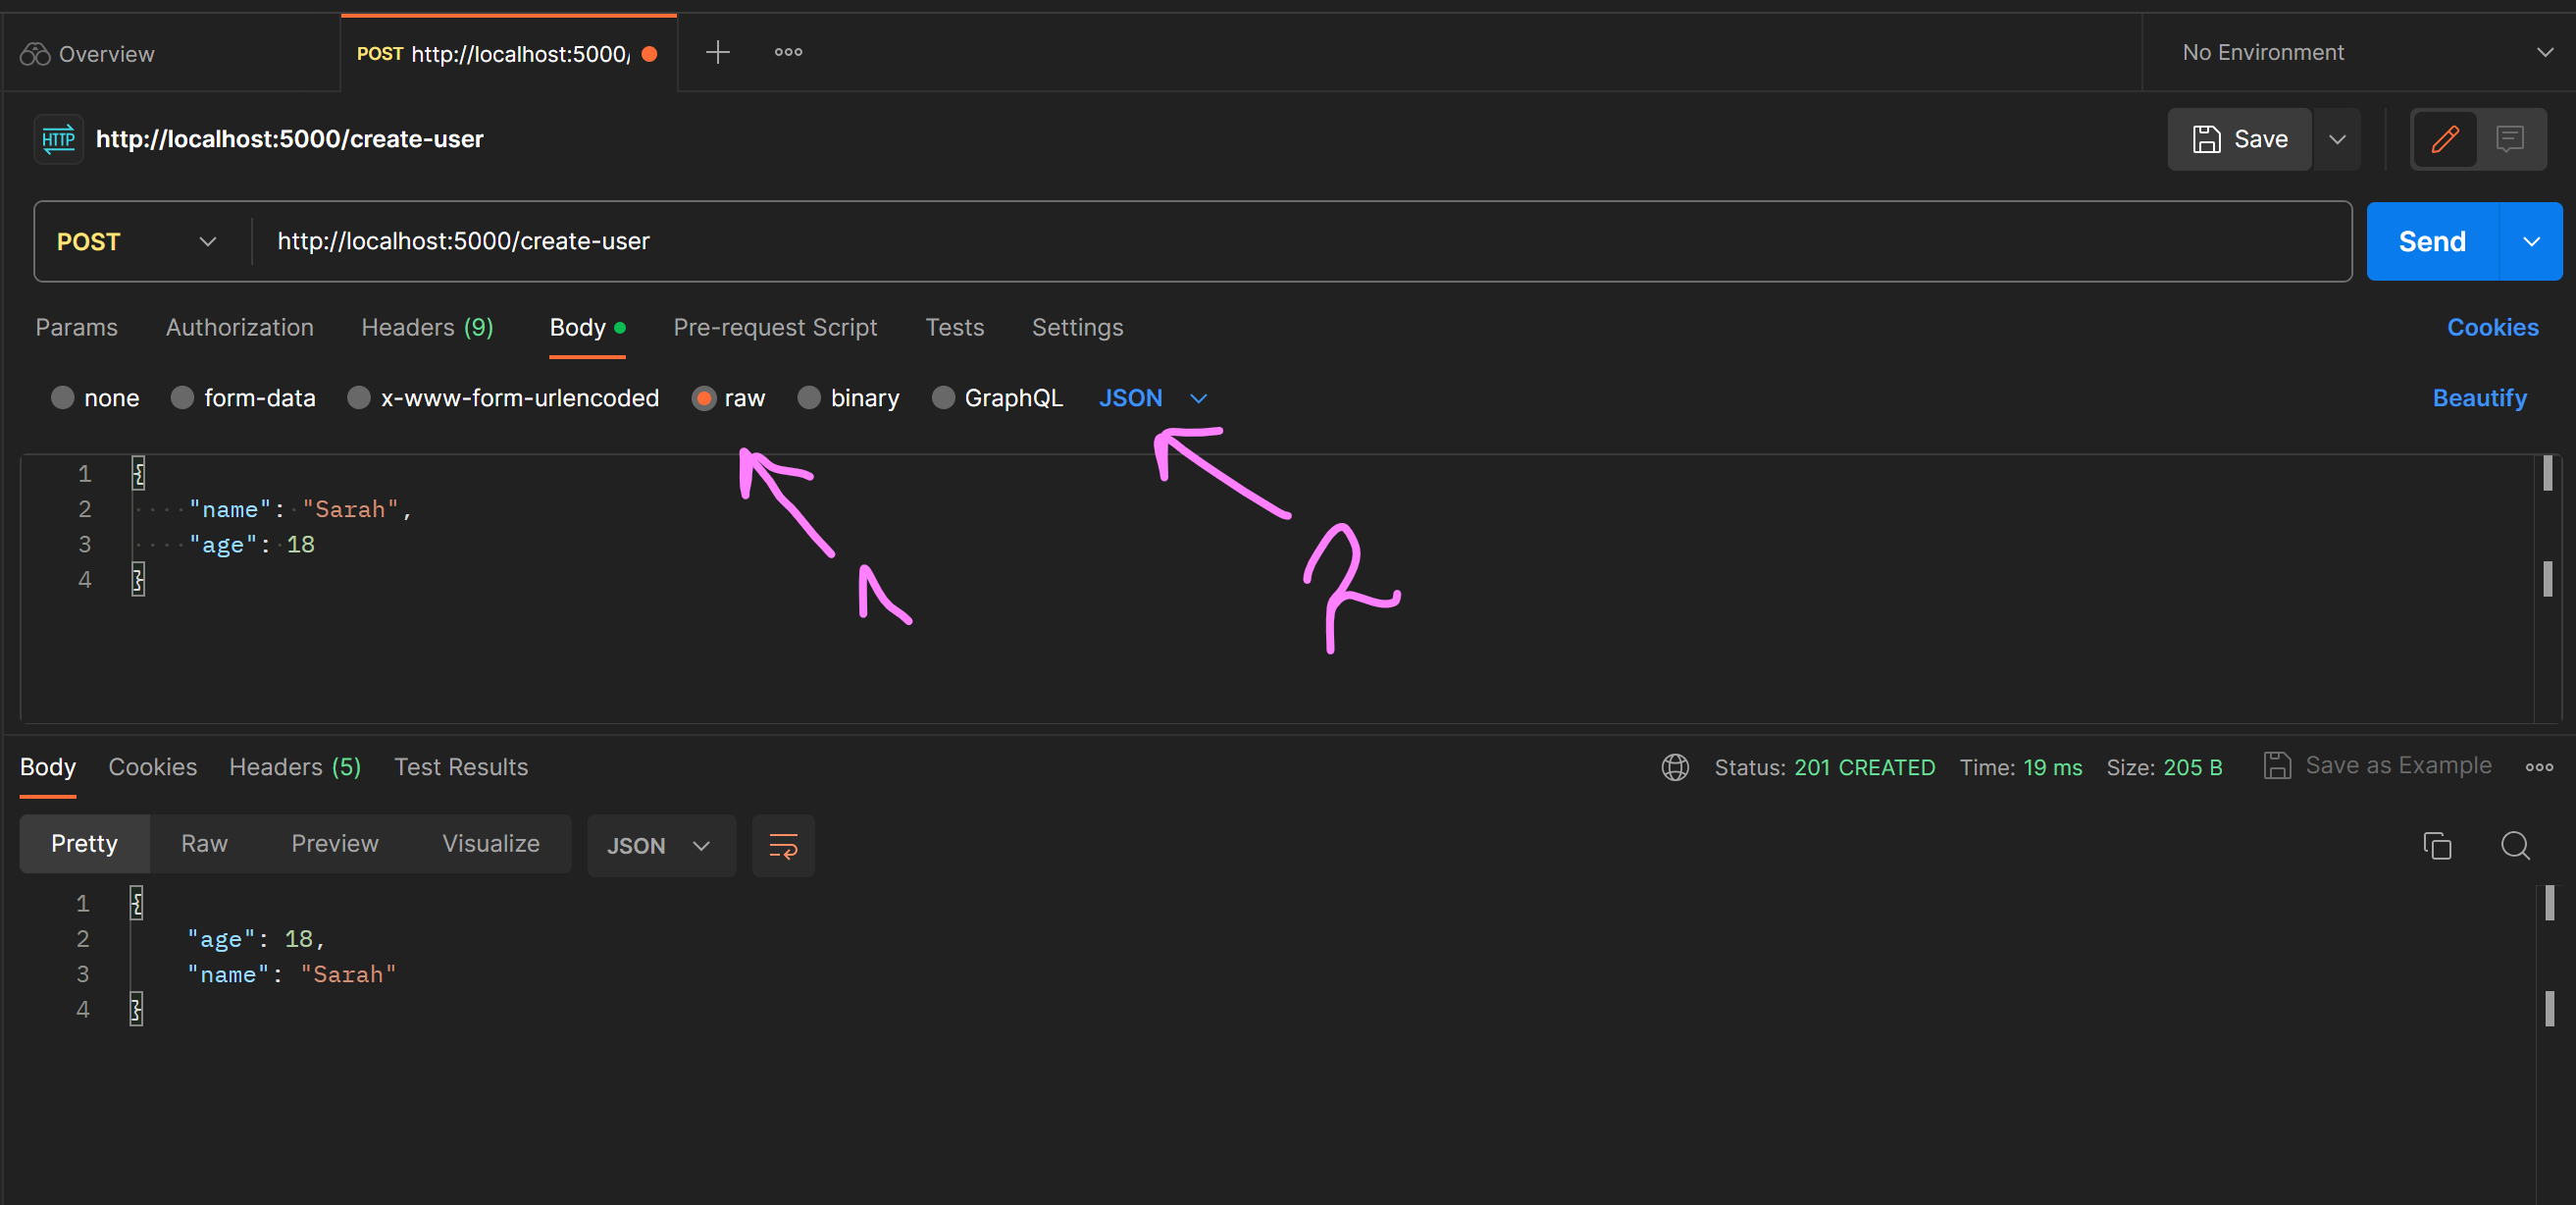 Overview
POST http://localhost:5000/
No Environment
HTTP http://localhost:5000/create-user
Save
POST http://localhost:5000/create-user
Send
Params Authorization Headers (9) Body Pre-request Script Tests Settings Cookies
none form-data x-www-form-urlencoded raw binary GraphQL JSON Beautify
1 {
2 "name": "Sarah",
3 "age": 18
4 }
1
2
Body Cookies Headers (5) Test Results Status: 201 CREATED Time: 19 ms Size: 205 B Save as Example
Pretty Raw Preview Visualize JSON
1 {
2 "age": 18,
3 "name": "Sarah"
4 }